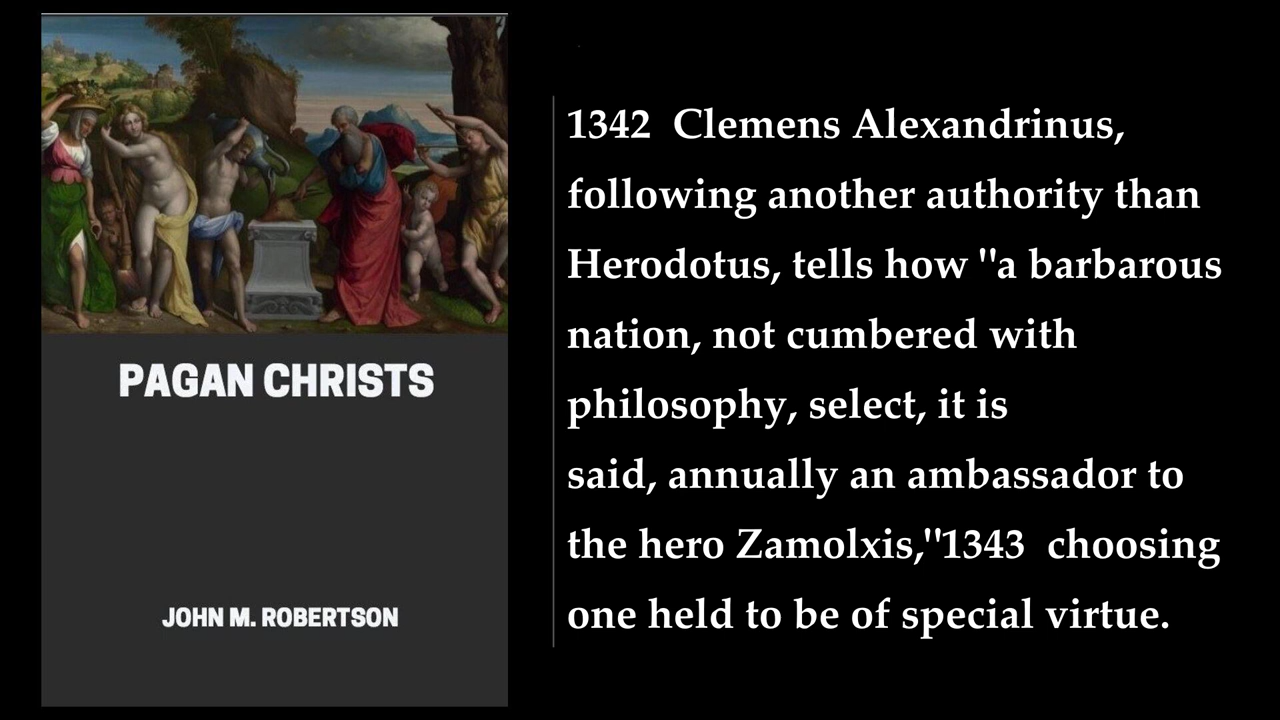 PAGAN CHRISTS
JOHN M. ROBERTSON
1342  Clemens Alexandrinus,
following another authority than
Herodotus, tells how "a barbarous
nation, not cumbered with
philosophy, select, it is
said, annually an ambassador to
the hero Zamolxis,"1343  choosing
one held to be of special virtue.